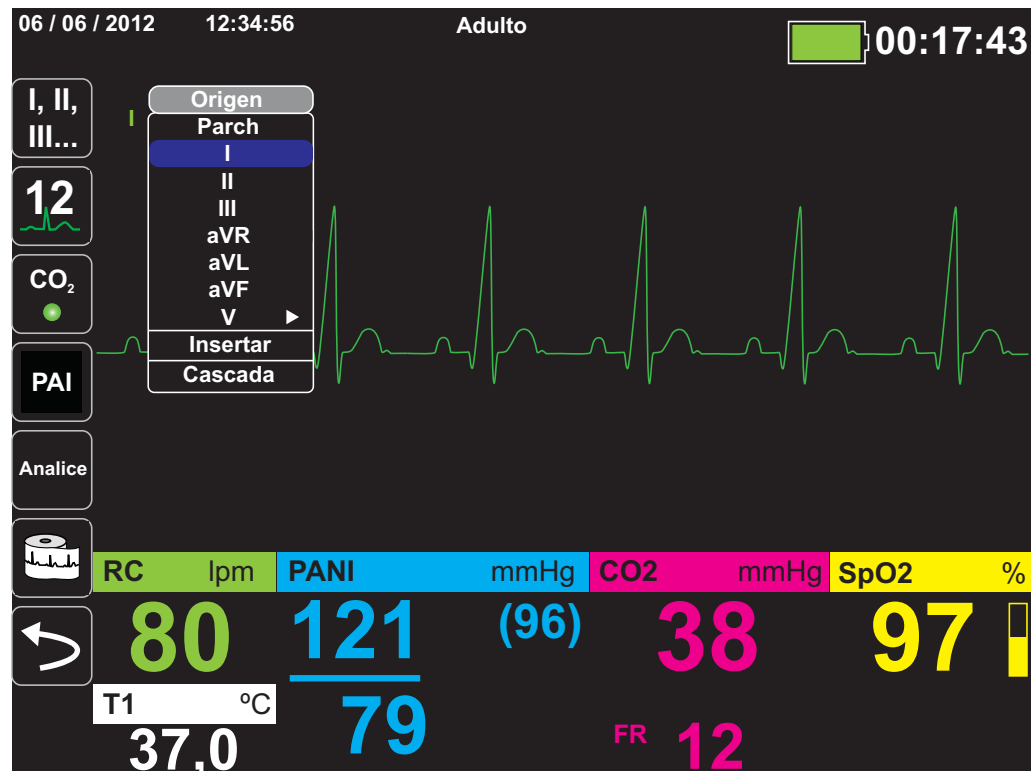 06 / 06 / 2012 12:34:56 Adulto 00:17:43
I, II,
III...
I
Origen
Parch
I
II
III
aVR
aVL
aVF
V
Insertar
Cascada
12
CO₂
PAI
Analice
RC lpm PANI mmHg CO2 mmHg SpO2 %
80 121 (96) 38 97
T1 ºC 79
37,0 FR 12